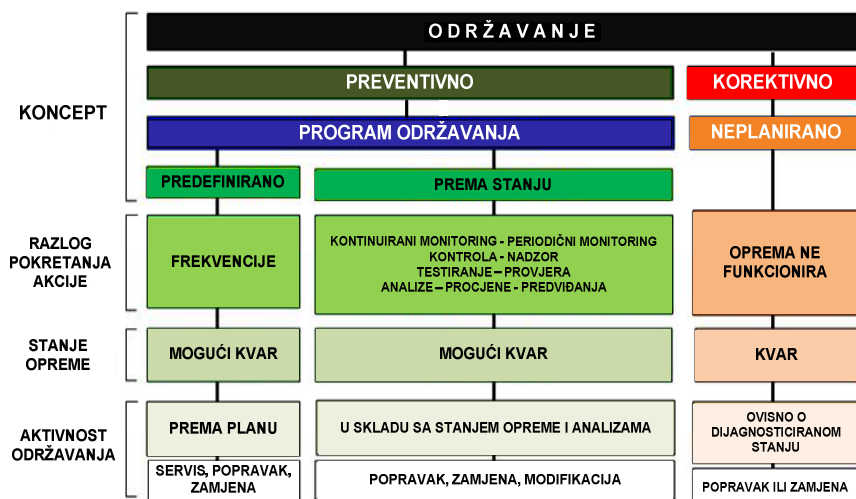 ODRŽAVANJE
KONCEPT
PREVENTIVNO
KOREKTIVNO
PROGRAM ODRŽAVANJA
NEPLANIRANO
PREDEFINIRANO
PREMA STANJU
RAZLOG
POKRETANJA
AKCIJE
FREKVENCIJE
KONTINUIRANI MONITORING - PERIODIČNI MONITORING
KONTROLA - NADZOR
TESTIRANJE – PROVJERA
ANALIZE – PROCJENE - PREDVIĐANJA
OPREMA NE
FUNKCIONIRA
STANJE
OPREME
MOGUĆI KVAR
MOGUĆI KVAR
KVAR
AKTIVNOST
ODRŽAVANJA
PREMA PLANU
U SKLADU SA STANJEM OPREME I ANALIZAMA
OVISNO O
DIJAGNOSTICIRANOM
STANJU
SERVIS, POPRAVAK,
ZAMJENA
POPRAVAK, ZAMJENA, MODIFIKACIJA
POPRAVAK ILI ZAMJENA